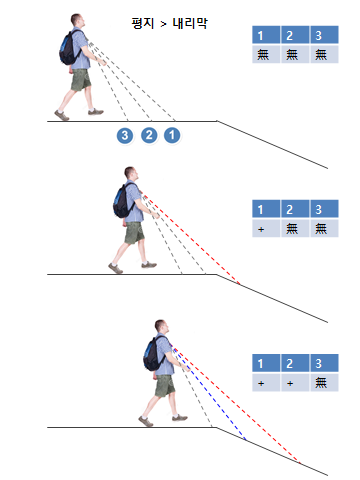 평지 > 내리막
1 2 3
無 無 無
3 2 1
1 2 3
+ 無 無
1 2 3
+ + 無